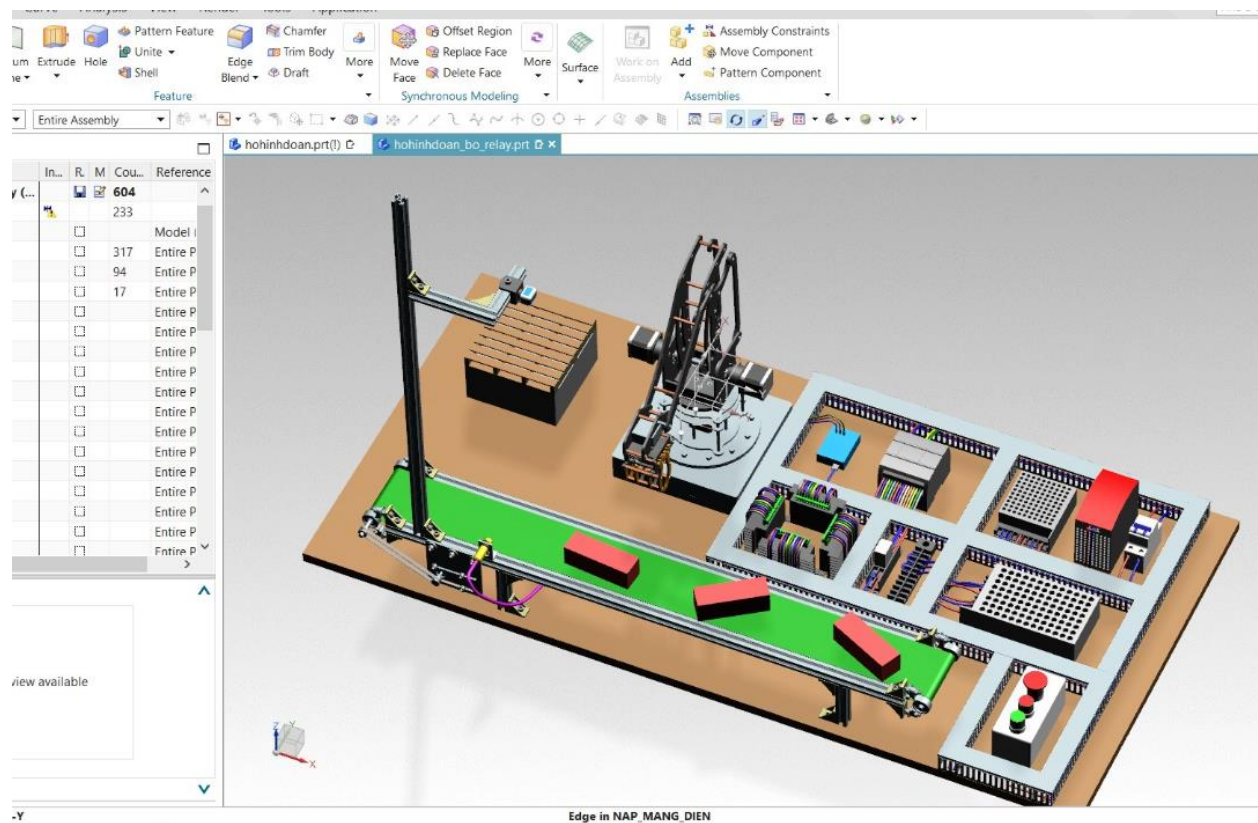 Pattern Feature
Unite
Shell
Extrude
Hole
Edge
Blend
Chamfer
Trim Body
Draft
More
Feature
Move
Face
Offset Region
Replace Face
Delete Face
More
Synchronous Modeling
Surface
Work on
Assembly
Add
Assembly Constraints
Move Component
Pattern Component
Assemblies
Entire Assembly
hohinhdoan.prt(!)
hohinhdoan_bo_relay.prt
In... R. M Cou... Reference
y (... 604
233
Model (
317 Entire P
94 Entire P
17 Entire P
Entire P
Entire P
Entire P
Entire P
Entire P
Entire P
Entire P
Entire P
Entire P
Entire P
Entire P
Entire P
Entire P
view available
Z
Y
X
-Y
Edge in NAP_MANG_DIEN